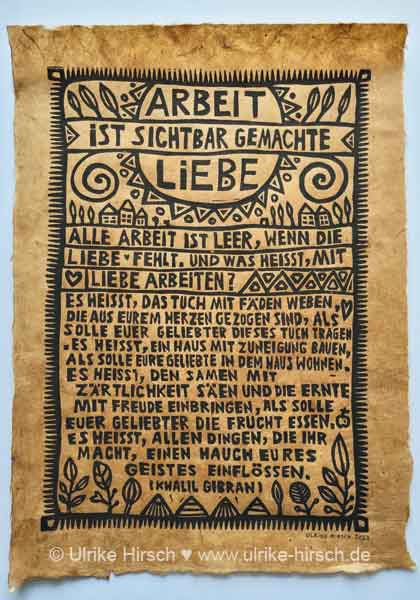 ARBEIT
iST SiCHTBAR GEMACHTE
LiEBE
ALLE ARBEIT IST LEER, WENN DIE
LIEBE ♥ FEHLT. UND WAS HEISST, MIT
LIEBE ARBEITEN?
ES HEISST, DAS TUCH MIT FÄDEN WEBEN,
DIE AUS EUREM HERZEN GEZOGEN SIND, ALS
SOLLE EUER GELIEBTER DIESES TUCH TRAGEN
. ES HEISST, EIN HAUS MIT ZUNEIGUNG BAUEN,
ALS SOLLE EURE GELIEBTE IN DEM HAUS WOHNEN.
ES HEISST, DEN SAMEN MIT
ZÄRTLICHKEIT SÄEN UND DIE ERNTE
MIT FREUDE EINBRINGEN, ALS SOLLE
EUER GELIEBTER DIE FRUCHT ESSEN.
ES HEISST, ALLEN DINGEN, DIE IHR
MACHT, EINEN HAUCH EURES
GEISTES EINFLÖSSEN.
(KHALIL GIBRAN)
ULRIKE HIRSCH 2023
© Ulrike Hirsch ♥ www.ulrike-hirsch.de